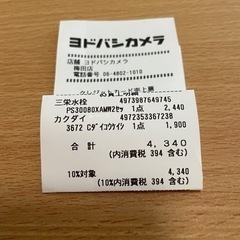 ヨドバシカメラ
店舗 ヨドバシカメラ
梅田店
電話番号 06-4802-1010
三栄水栓 4973987649745
PS30080XAMW2ｾｯ 1点 2,440
カクダイ 4972353367238
3672 Cﾀﾞｲｺｳｹｲｼ 1点 1,900
合計 4,340
(内消費税 394 含む)
10%対象 4,340
(10%内消費税 394 含む)